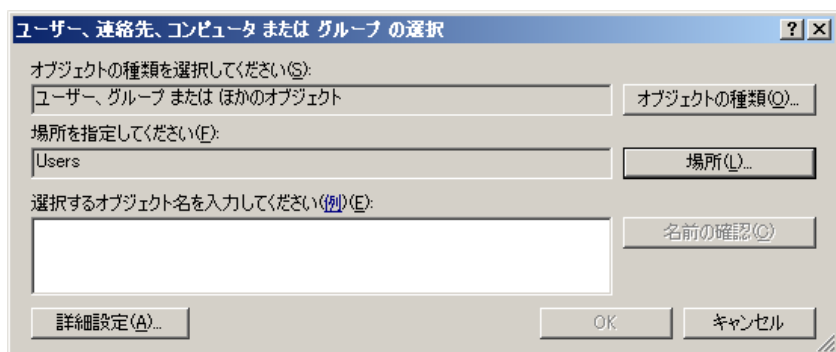 ユーザー、連絡先、コンピュータ または グループ の選択
オブジェクトの種類を選択してください(S):
ユーザー、グループ または ほかのオブジェクト
オブジェクトの種類(O)...
場所を指定してください(F):
Users
場所(L)...
選択するオブジェクト名を入力してください(例)(E):
名前の確認(C)
詳細設定(A)...
OK
キャンセル